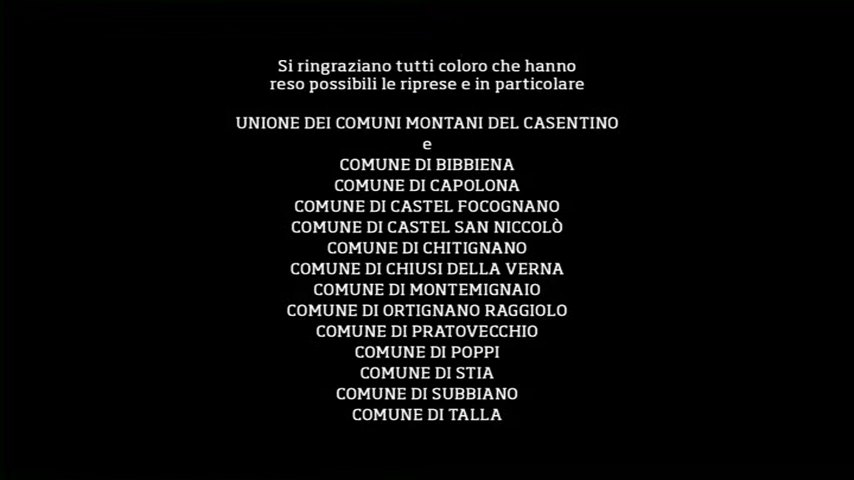 Si ringraziano tutti coloro che hanno
reso possibili le riprese e in particolare
UNIONE DEI COMUNI MONTANI DEL CASENTINO
e
COMUNE DI BIBBIENA
COMUNE DI CAPOLONA
COMUNE DI CASTEL FOCOGNANO
COMUNE DI CASTEL SAN NICCOLÒ
COMUNE DI CHITIGNANO
COMUNE DI CHIUSI DELLA VERNA
COMUNE DI MONTEMIGNAIO
COMUNE DI ORTIGNANO RAGGIOLO
COMUNE DI PRATOVECCHIO
COMUNE DI POPPI
COMUNE DI STIA
COMUNE DI SUBBIANO
COMUNE DI TALLA